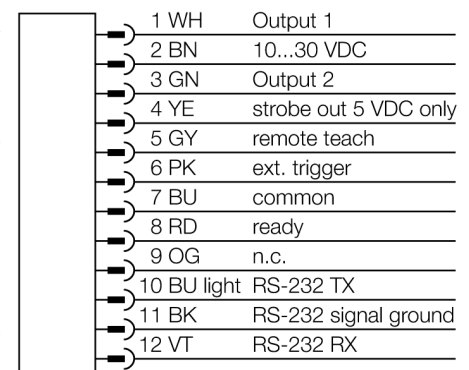 1 WH Output 1
2 BN 10...30 VDC
3 GN Output 2
4 YE strobe out 5 VDC only
5 GY remote teach
6 PK ext. trigger
7 BU common
8 RD ready
9 OG n.c.
10 BU light RS-232 TX
11 BK RS-232 signal ground
12 VT RS-232 RX